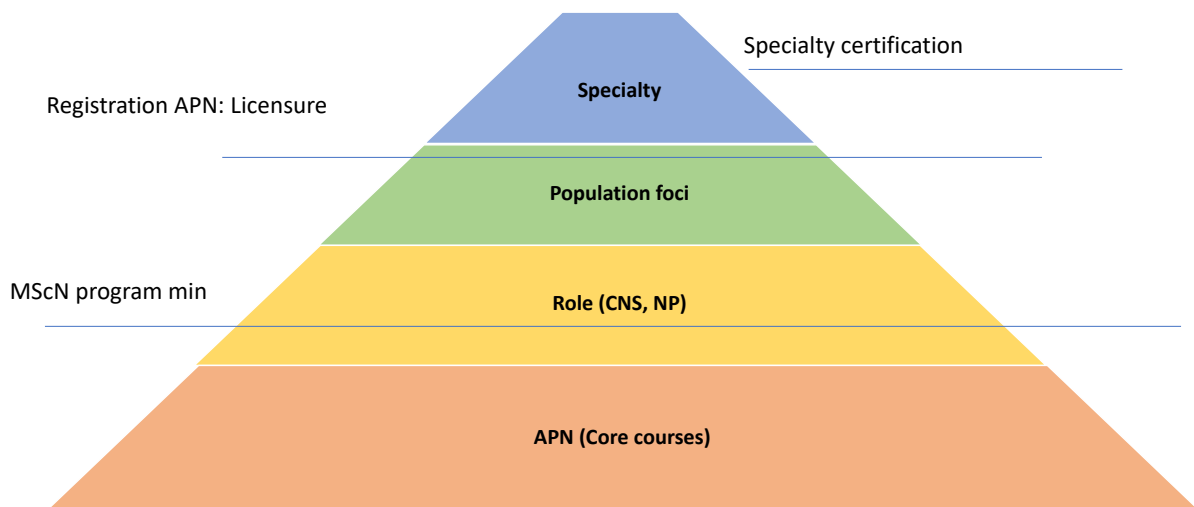 Specialty certification
Specialty
Registration APN: Licensure
Population foci
MScN program min
Role (CNS, NP)
APN (Core courses)